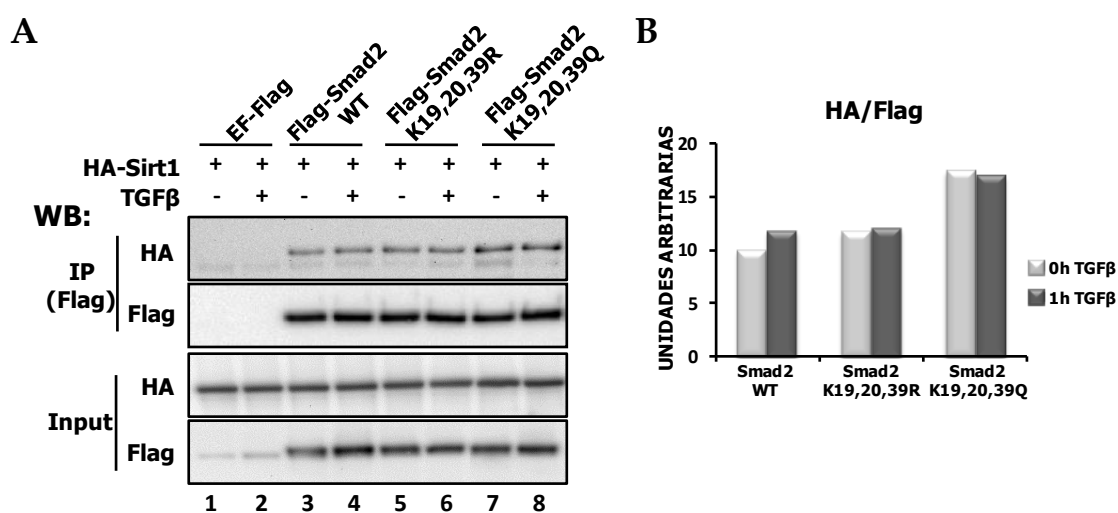 A
EF-Flag
Flag-Smad2
WT
Flag-Smad2
K19,20,39R
Flag-Smad2
K19,20,39Q
HA-Sirt1 + + + + + + + +
TGFβ - + - + - + - +
WB:
IP
(Flag)
HA
Flag
Input
HA
Flag
1 2 3 4 5 6 7 8
B
HA/Flag
UNIDADES ARBITRARIAS
20
15
10
5
0
0h TGFβ
1h TGFβ
Smad2
WT
Smad2
K19,20,39R
Smad2
K19,20,39Q